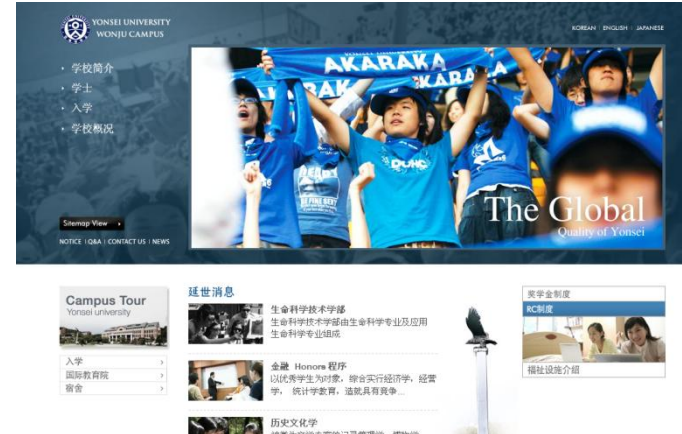 YONSEI UNIVERSITY
WONJU CAMPUS
KOREAN | ENGLISH | JAPANESE
· 学校简介
· 学士
· 入学
· 学校概况
AKARAKA
AKARA
DUHC
The Global
Quality of Yonsei
Sitemap View
NOTICE | Q&A | CONTACT US | NEWS
Campus Tour
Yonsei university
入学
国际教育院
宿舍
延世消息
生命科学技术学部
生命科学技术学部由生命科学专业及应用
生命科学专业组成
金融 Honors 程序
以优秀学生为对象, 综合实行经济学, 经营
学, 统计学教育, 造就具有竞争...
历史文化学
奖学金制度
RC制度
福祉设施介绍